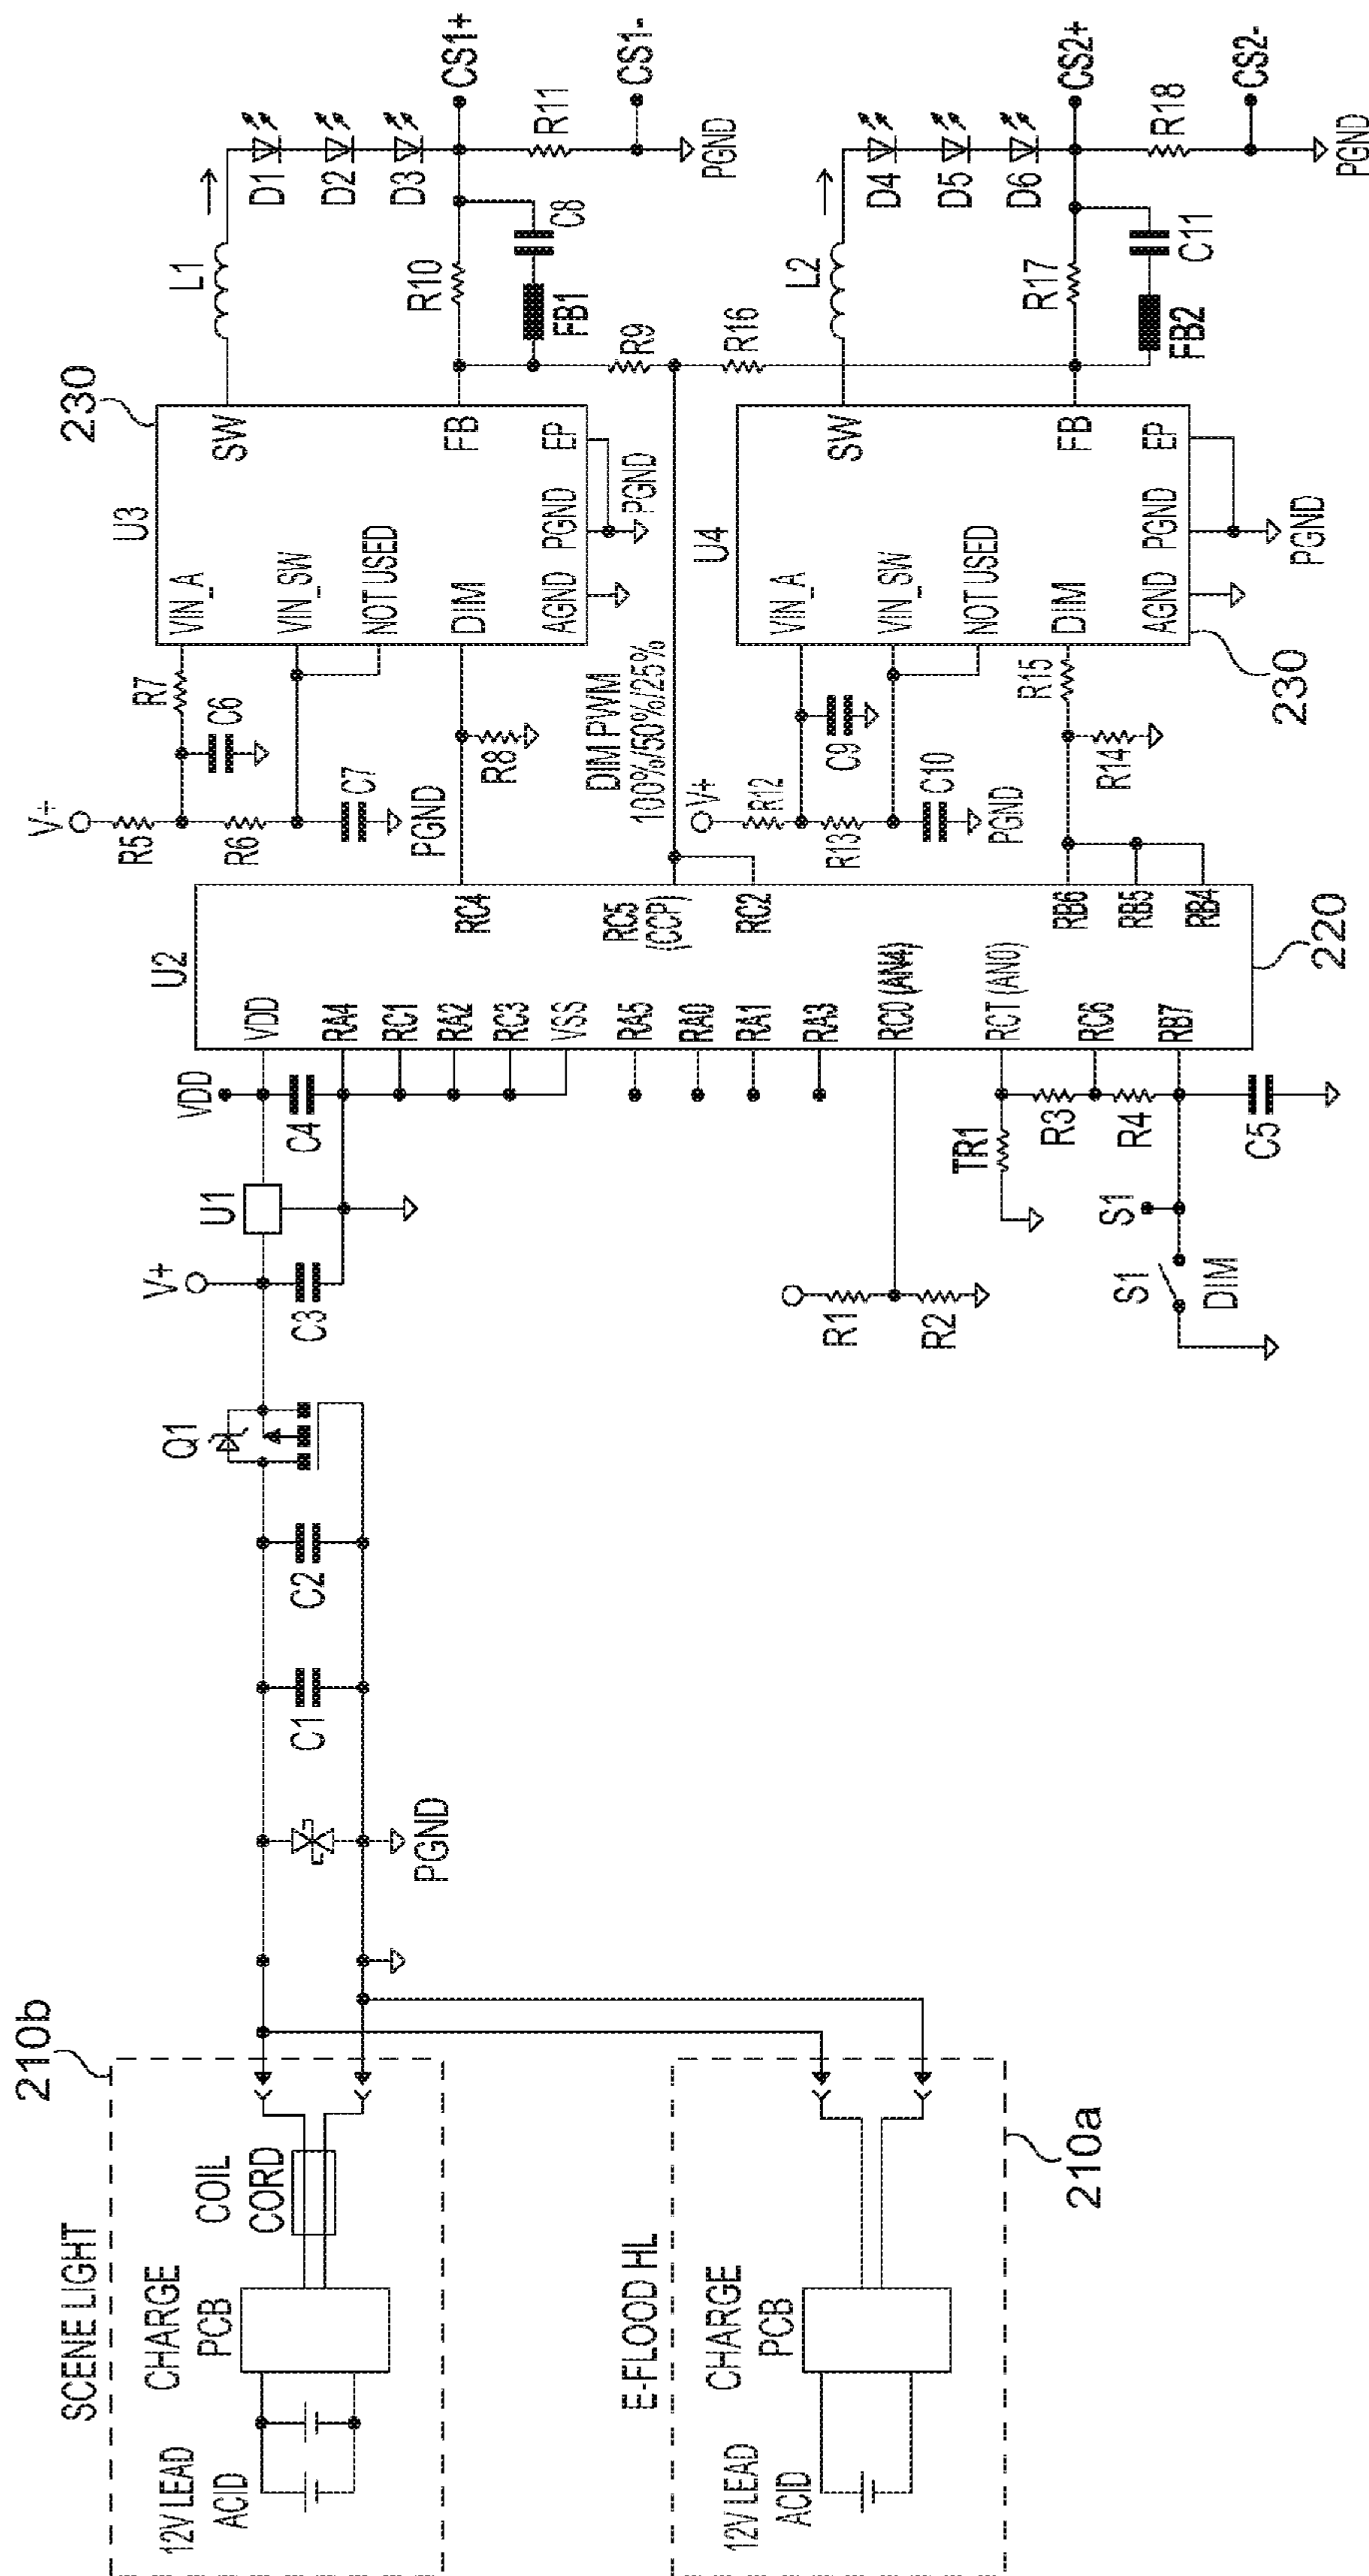 210b
SCENE LIGHT
12V LEAD
ACID
CHARGE
PCB
COIL
CORD
E-FLOOD HL
12V LEAD
ACID
CHARGE
PCB
210a
PGND
C1
C2
Q1
V+
C3
U1
VDD
C4
R1
R2
TR1
R3
R4
S1
S1
DIM
C5
U2
VDD
RA4
RC1
RA2
RC3
VSS
RA5
RA0
RA1
RA3
RC0 (AN4)
RCT (AN0)
RC6
RB7
RC4
RC5
(CCP)
RC2
RB6
RB5
RB4
220
V+
R5
R6
R7
C6
C7
PGND
R8
DIM PWM
100%/50%/25%
V+
R12
R13
C9
C10
PGND
R14
R15
U3
230
VIN_A
VIN_SW
NOT USED
DIM
SW
FB
AGND
PGND
EP
PGND
U4
230
VIN_A
VIN_SW
NOT USED
DIM
SW
FB
AGND
PGND
EP
PGND
L1
D1
D2
D3
R10
FB1
C8
R9
R16
CS1+
R11
CS1-
PGND
L2
D4
D5
D6
R17
FB2
C11
CS2+
R18
CS2-
PGND